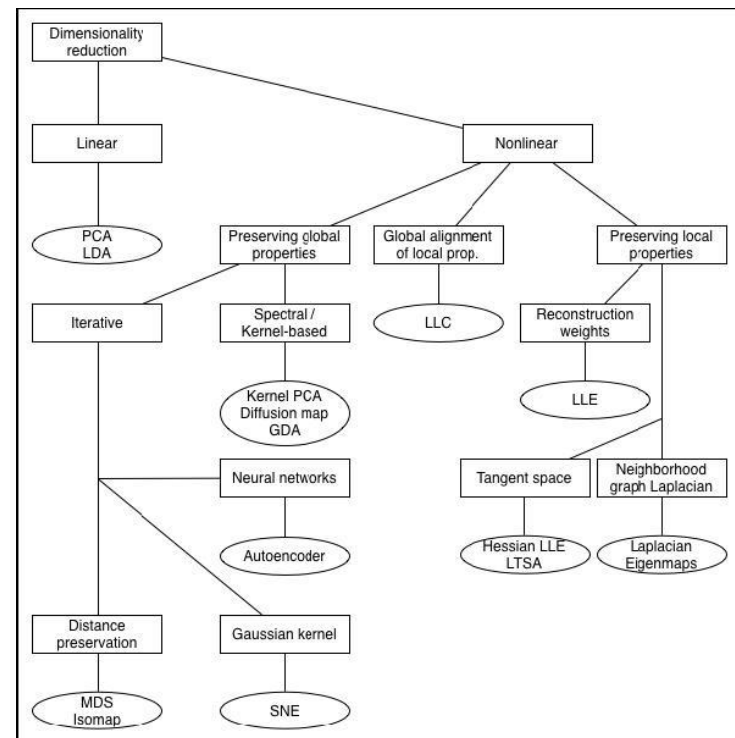 Dimensionality
reduction
Linear
Nonlinear
PCA
LDA
Preserving global
properties
Global alignment
of local prop.
Preserving local
properties
Iterative
Spectral /
Kernel-based
LLC
Reconstruction
weights
Kernel PCA
Diffusion map
GDA
LLE
Neural networks
Tangent space
Neighborhood
graph Laplacian
Autoencoder
Hessian LLE
LTSA
Laplacian
Eigenmaps
Distance
preservation
Gaussian kernel
MDS
Isomap
SNE